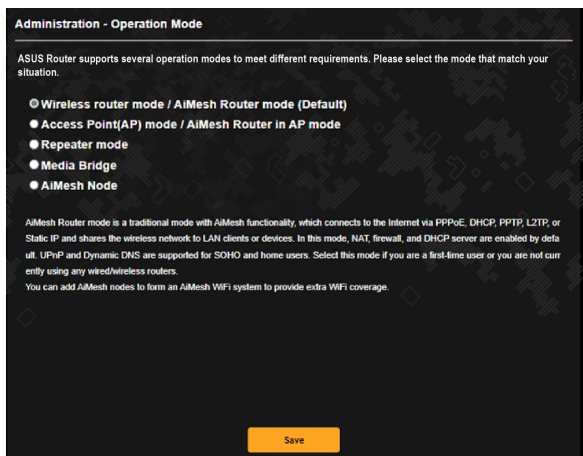 Administration - Operation Mode
ASUS Router supports several operation modes to meet different requirements. Please select the mode that match your
situation.
Wireless router mode / AiMesh Router mode (Default)
Access Point(AP) mode / AiMesh Router in AP mode
Repeater mode
Media Bridge
AiMesh Node
AiMesh Router mode is a traditional mode with AiMesh functionality, which connects to the Internet via PPPoE, DHCP, PPTP, L2TP, or
Static IP and shares the wireless network to LAN clients or devices. In this mode, NAT, firewall, and DHCP server are enabled by defa
ult. UPnP and Dynamic DNS are supported for SOHO and home users. Select this mode if you are a first-time user or you are not curr
ently using any wired/wireless routers.
You can add AiMesh nodes to form an AiMesh WiFi system to provide extra WiFi coverage.
Save